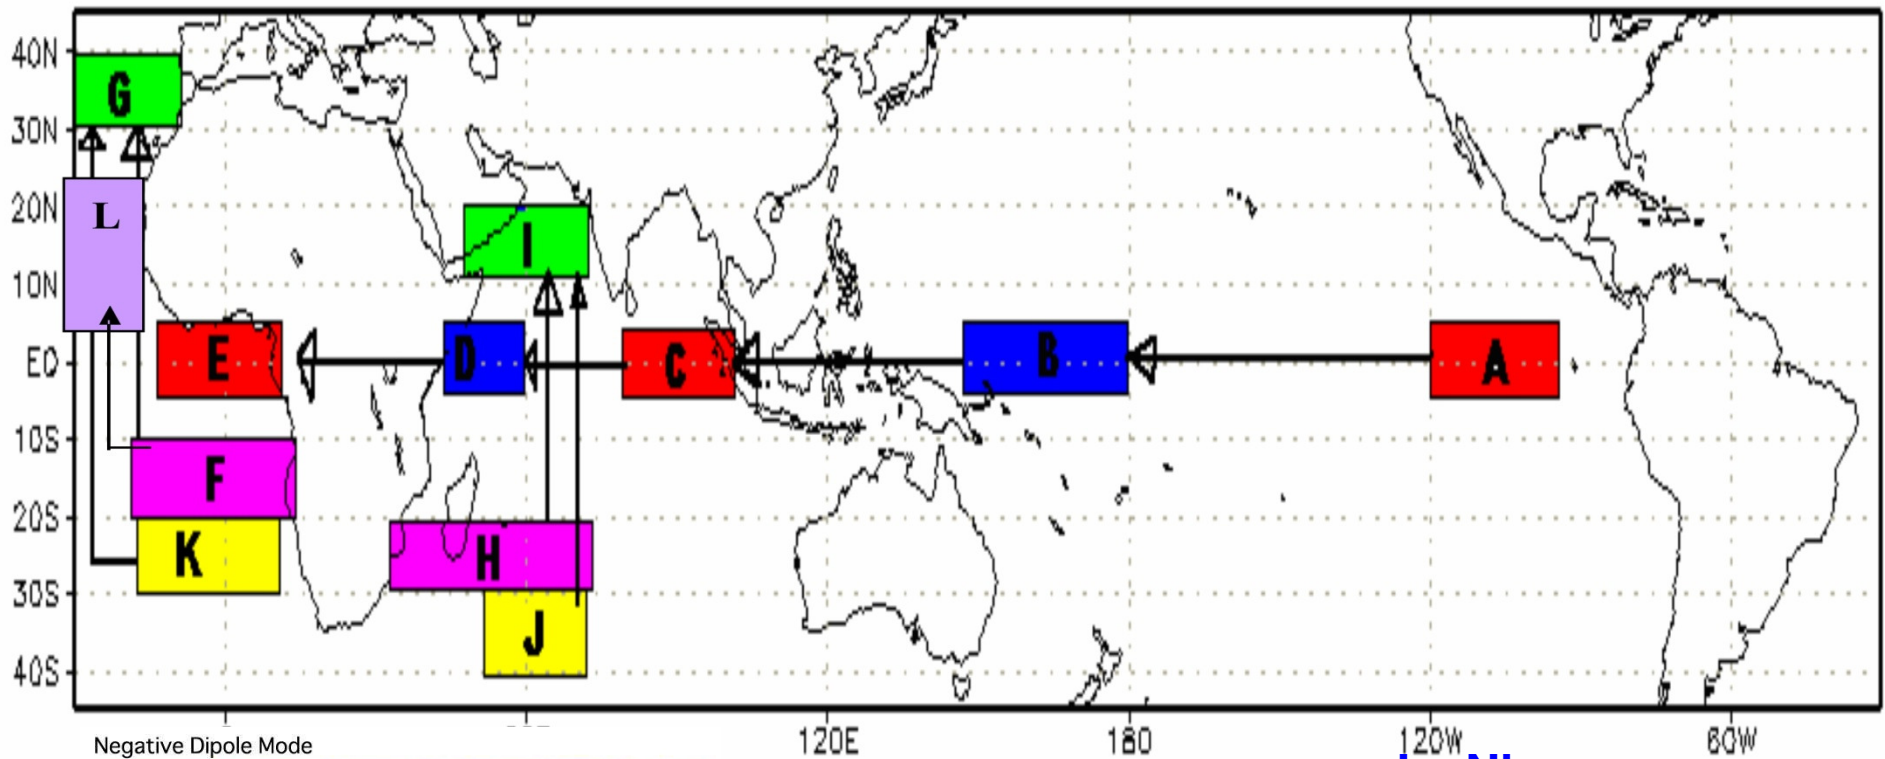 40N
G
30N
L
20N
I
10N
EQ
E
D
C
B
A
10S
F
20S
K
H
30S
J
40S
120E
180
120W
60W
Negative Dipole Mode